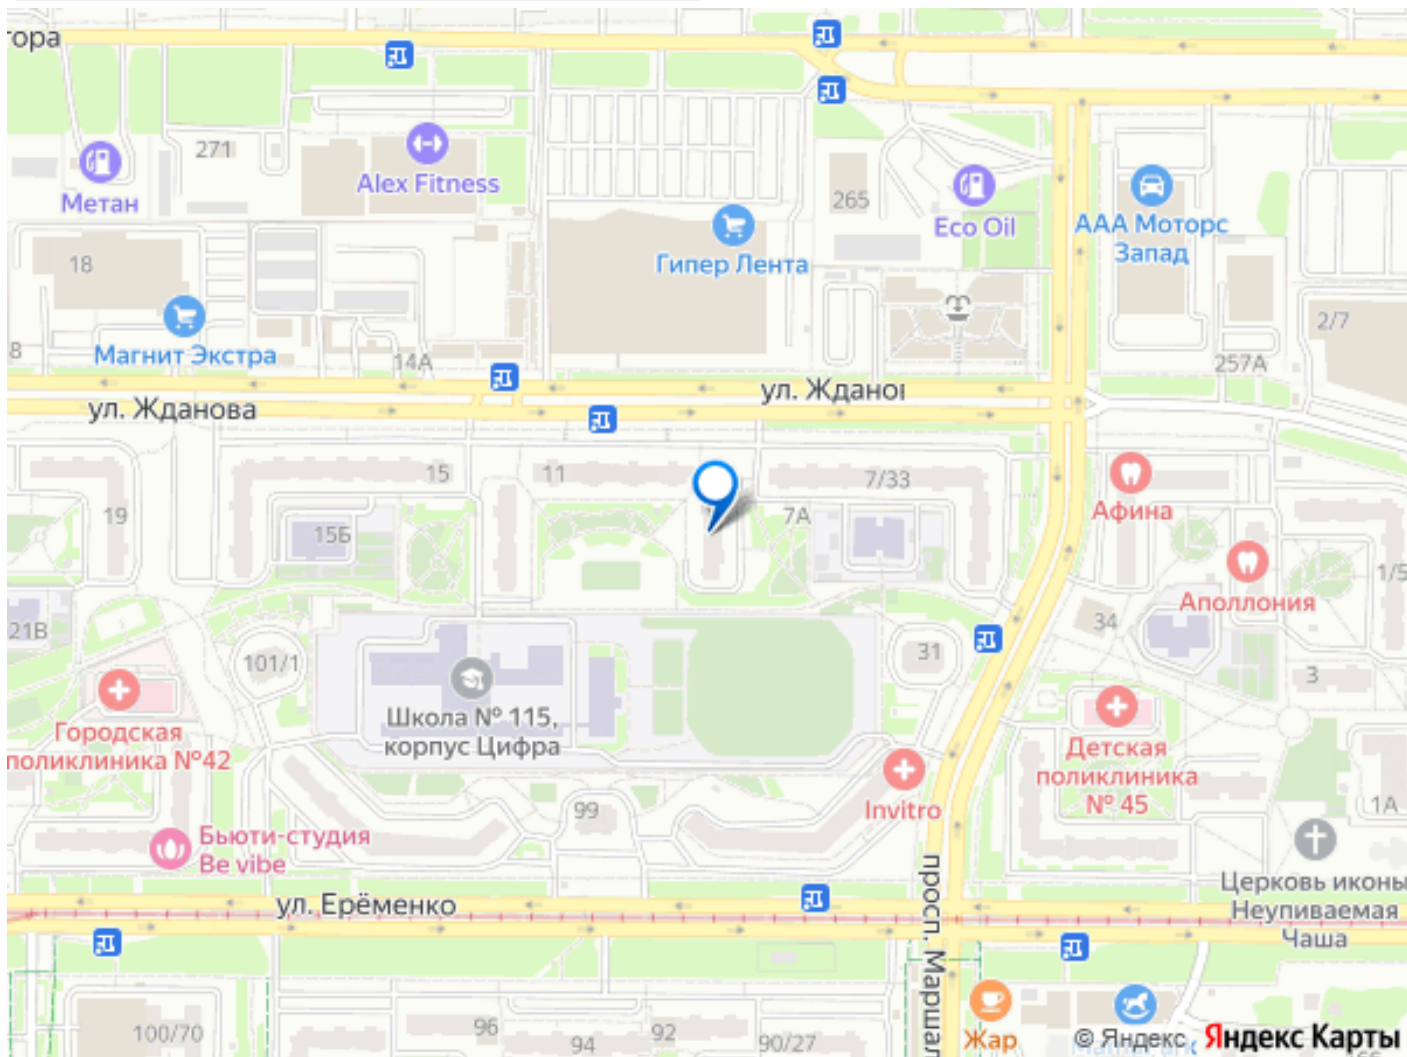 гора
271
Метан
Alex Fitness
265
Eco Oil
ААА Моторс
Запад
Гипер Лента
18
Магнит Экстра
14А
8
2/7
257А
ул. Жданова
ул. Ждано
15
11
7/33
19
15Б
7А
Афина
Аполлония
1/5
21В
101/1
31
34
3
Школа № 115,
корпус Цифра
Городская
поликлиника №42
Детская
поликлиника
№ 45
Invitro
99
1А
Бьюти-студия
Be vibe
ул. Ерёменко
просп. Маршал
Церковь иконы
Неупиваемая
Чаша
100/70
96
94
92
90/27
Жар
© Яндекс
Яндекс Карты